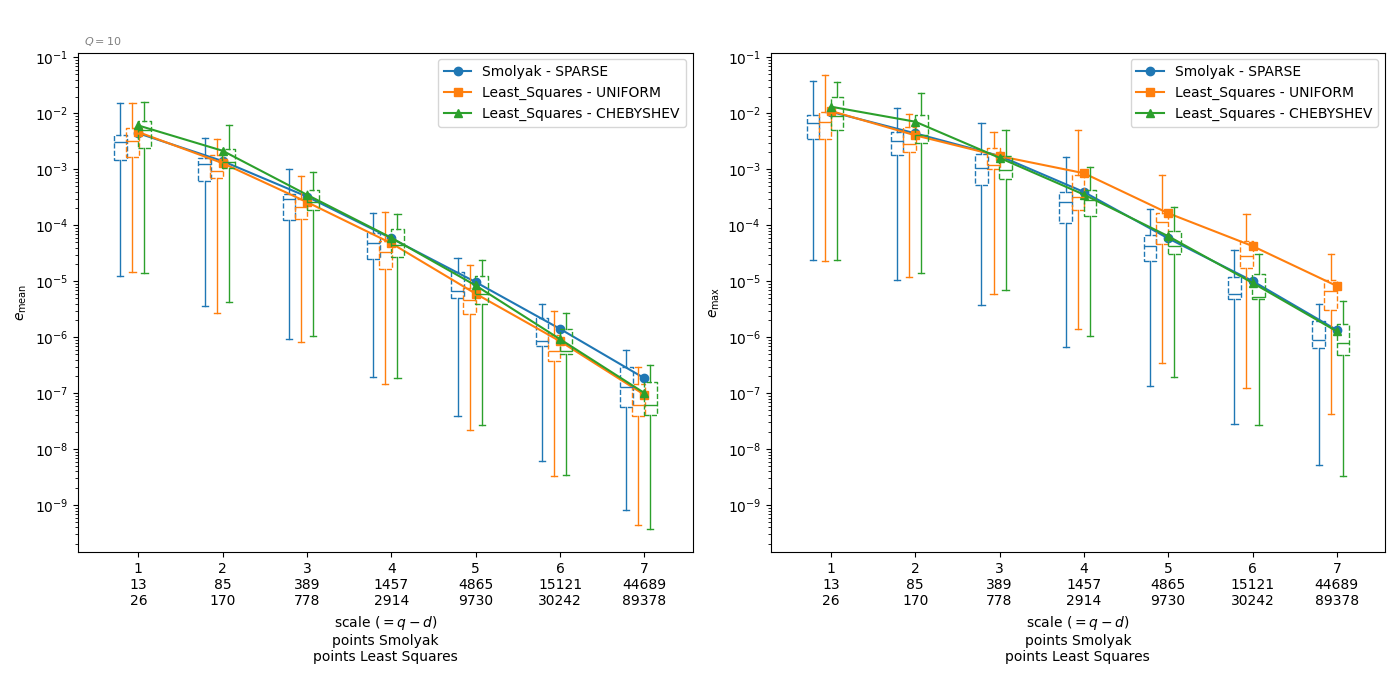 Q = 10
10⁻¹
10⁻²
10⁻³
10⁻⁴
10⁻⁵
10⁻⁶
10⁻⁷
10⁻⁸
10⁻⁹
e_mean
Smolyak - SPARSE
Least_Squares - UNIFORM
Least_Squares - CHEBYSHEV
1 2 3 4 5 6 7
13 85 389 1457 4865 15121 44689
26 170 778 2914 9730 30242 89378
scale (= q − d)
points Smolyak
points Least Squares
10⁻¹
10⁻²
10⁻³
10⁻⁴
10⁻⁵
10⁻⁶
10⁻⁷
10⁻⁸
10⁻⁹
e_max
Smolyak - SPARSE
Least_Squares - UNIFORM
Least_Squares - CHEBYSHEV
1 2 3 4 5 6 7
13 85 389 1457 4865 15121 44689
26 170 778 2914 9730 30242 89378
scale (= q − d)
points Smolyak
points Least Squares